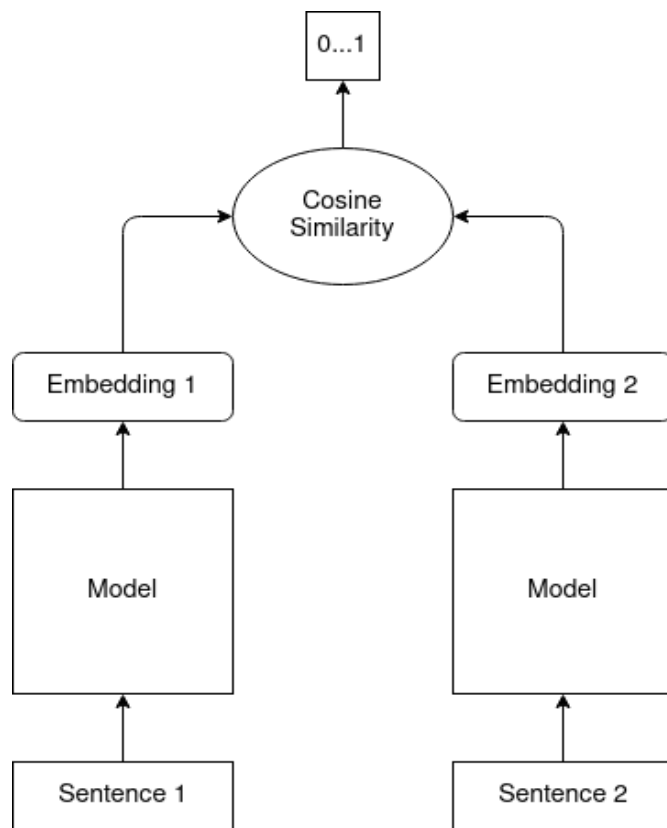 0...1
Cosine
Similarity
Embedding 1
Embedding 2
Model
Model
Sentence 1
Sentence 2